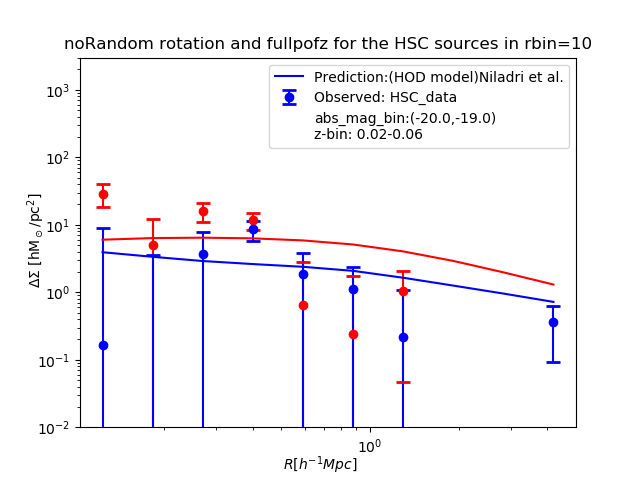 noRandom rotation and fullpofz for the HSC sources in rbin=10
Prediction:(HOD model)Niladri et al.
Observed: HSC_data
abs_mag_bin:(-20.0,-19.0)
z-bin: 0.02-0.06
10³
10²
10¹
10⁰
10⁻¹
10⁻²
ΔΣ [hM⊙/pc²]
10⁰
R[h⁻¹Mpc]